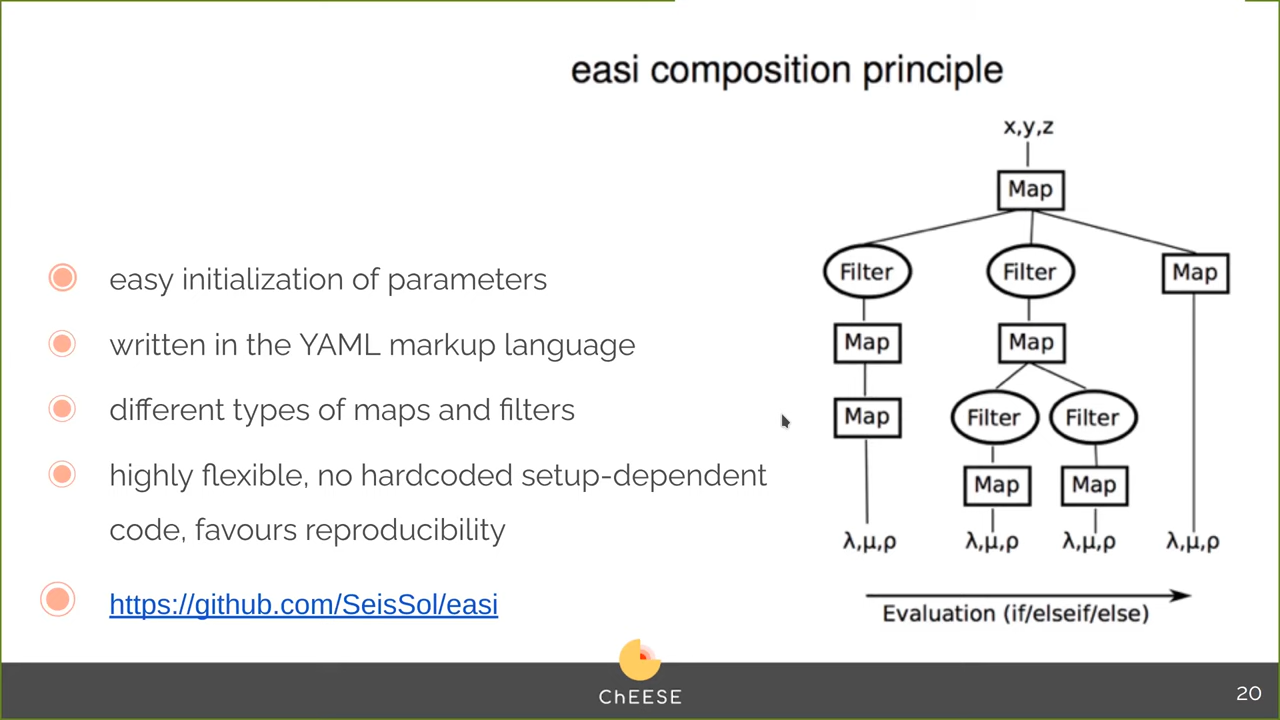 easi composition principle
x,y,z
Map
Filter
Filter
Map
Map
Map
Map
Filter
Filter
Map
Map
λ,μ,ρ
λ,μ,ρ
λ,μ,ρ
λ,μ,ρ
Evaluation (if/elseif/else)
easy initialization of parameters
written in the YAML markup language
different types of maps and filters
highly flexible, no hardcoded setup-dependent
code, favours reproducibility
https://github.com/SeisSol/easi
ChEESE
20